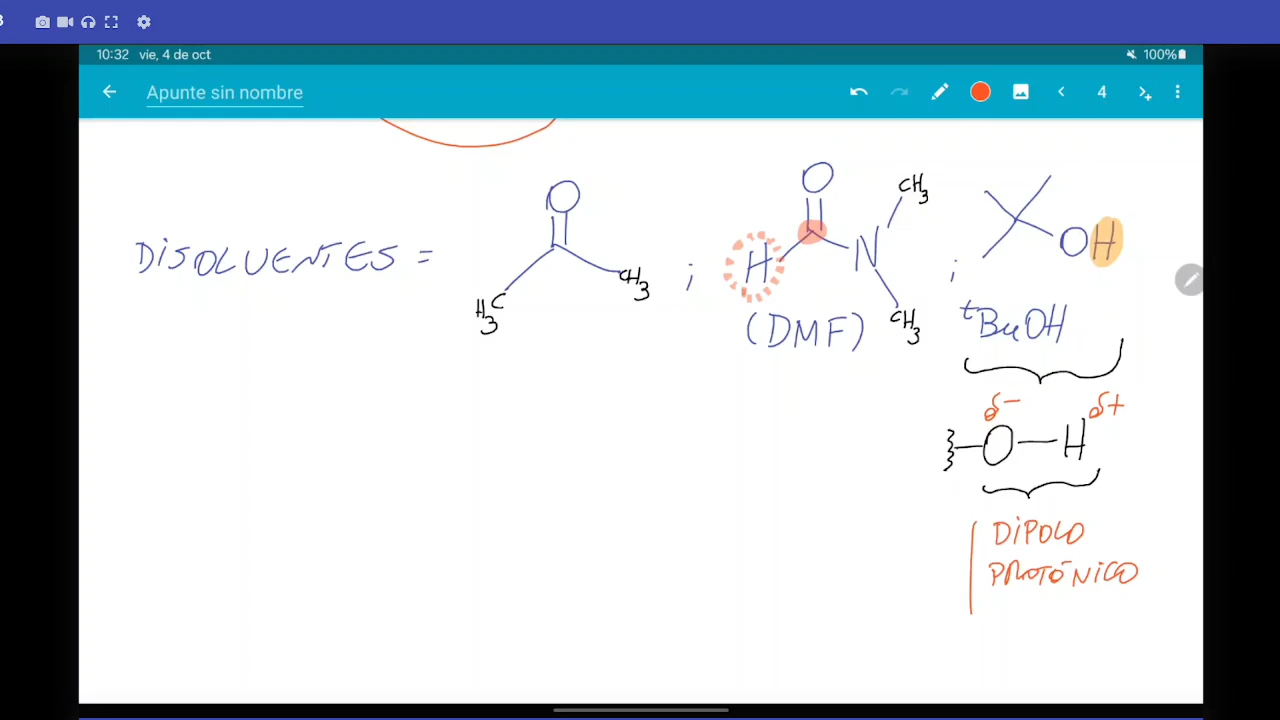 3
10:32 vie, 4 de oct
100%
Apunte sin nombre
4
DISOLVENTES =
O
H3C
CH3
;
O
H
N
CH3
CH3
(DMF)
;
OH
tBuOH
δ- δ+
O-H
DIPOLO
PROTÓNICO